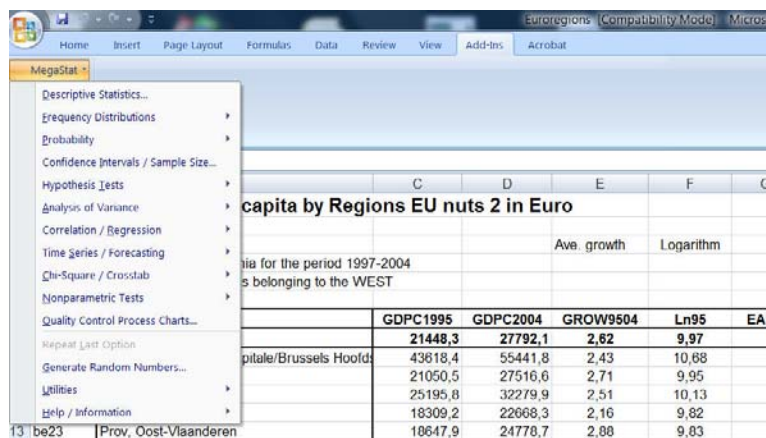 Euroregions [Compatibility Mode] Micros
Home Insert Page Layout Formulas Data Review View Add-Ins Acrobat
MegaStat
Descriptive Statistics...
Frequency Distributions
Probability
Confidence Intervals / Sample Size...
Hypothesis Tests
Analysis of Variance
Correlation / Regression
Time Series / Forecasting
Chi-Square / Crosstab
Nonparametric Tests
Quality Control Process Charts...
Repeat Last Option
Generate Random Numbers...
Utilities
Help / Information
C D E F
capita by Regions EU nuts 2 in Euro
Ave. growth Logarithm
nia for the period 1997-2004
s belonging to the WEST
GDPC1995 GDPC2004 GROW9504 Ln95 EA
21448,3 27792,1 2,62 9,97
pitale/Brussels Hoofds 43618,4 55441,8 2,43 10,68
21050,5 27516,6 2,71 9,95
25195,8 32279,9 2,51 10,13
18309,2 22668,3 2,16 9,82
13 be23 Prov. Oost-Vlaanderen 18647,9 24778,7 2,88 9,83